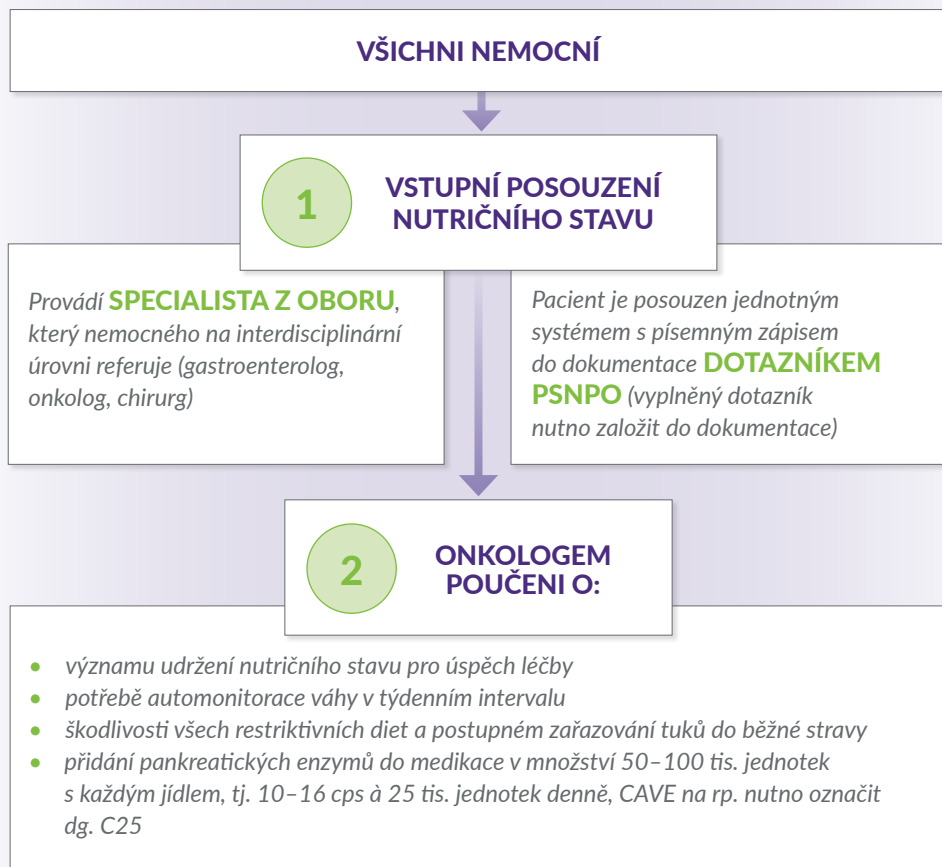 VŠICHNI NEMOCNÍ
1
VSTUPNÍ POSOUZENÍ
NUTRIČNÍHO STAVU
Provádí SPECIALISTA Z OBORU,
který nemocného na interdisciplinární
úrovni referuje (gastroenterolog,
onkolog, chirurg)
Pacient je posouzen jednotným
systémem s písemným zápisem
do dokumentace DOTAZNÍKEM
PSNPO (vyplněný dotazník
nutno založit do dokumentace)
2
ONKOLOGEM
POUČENI O:
• významu udržení nutričního stavu pro úspěch léčby
• potřebě automonitorace váhy v týdenním intervalu
• škodlivosti všech restriktivních diet a postupném zařazování tuků do běžné stravy
• přidání pankreatických enzymů do medikace v množství 50–100 tis. jednotek
s každým jídlem, tj. 10–16 cps à 25 tis. jednotek denně, CAVE na rp. nutno označit
dg. C25